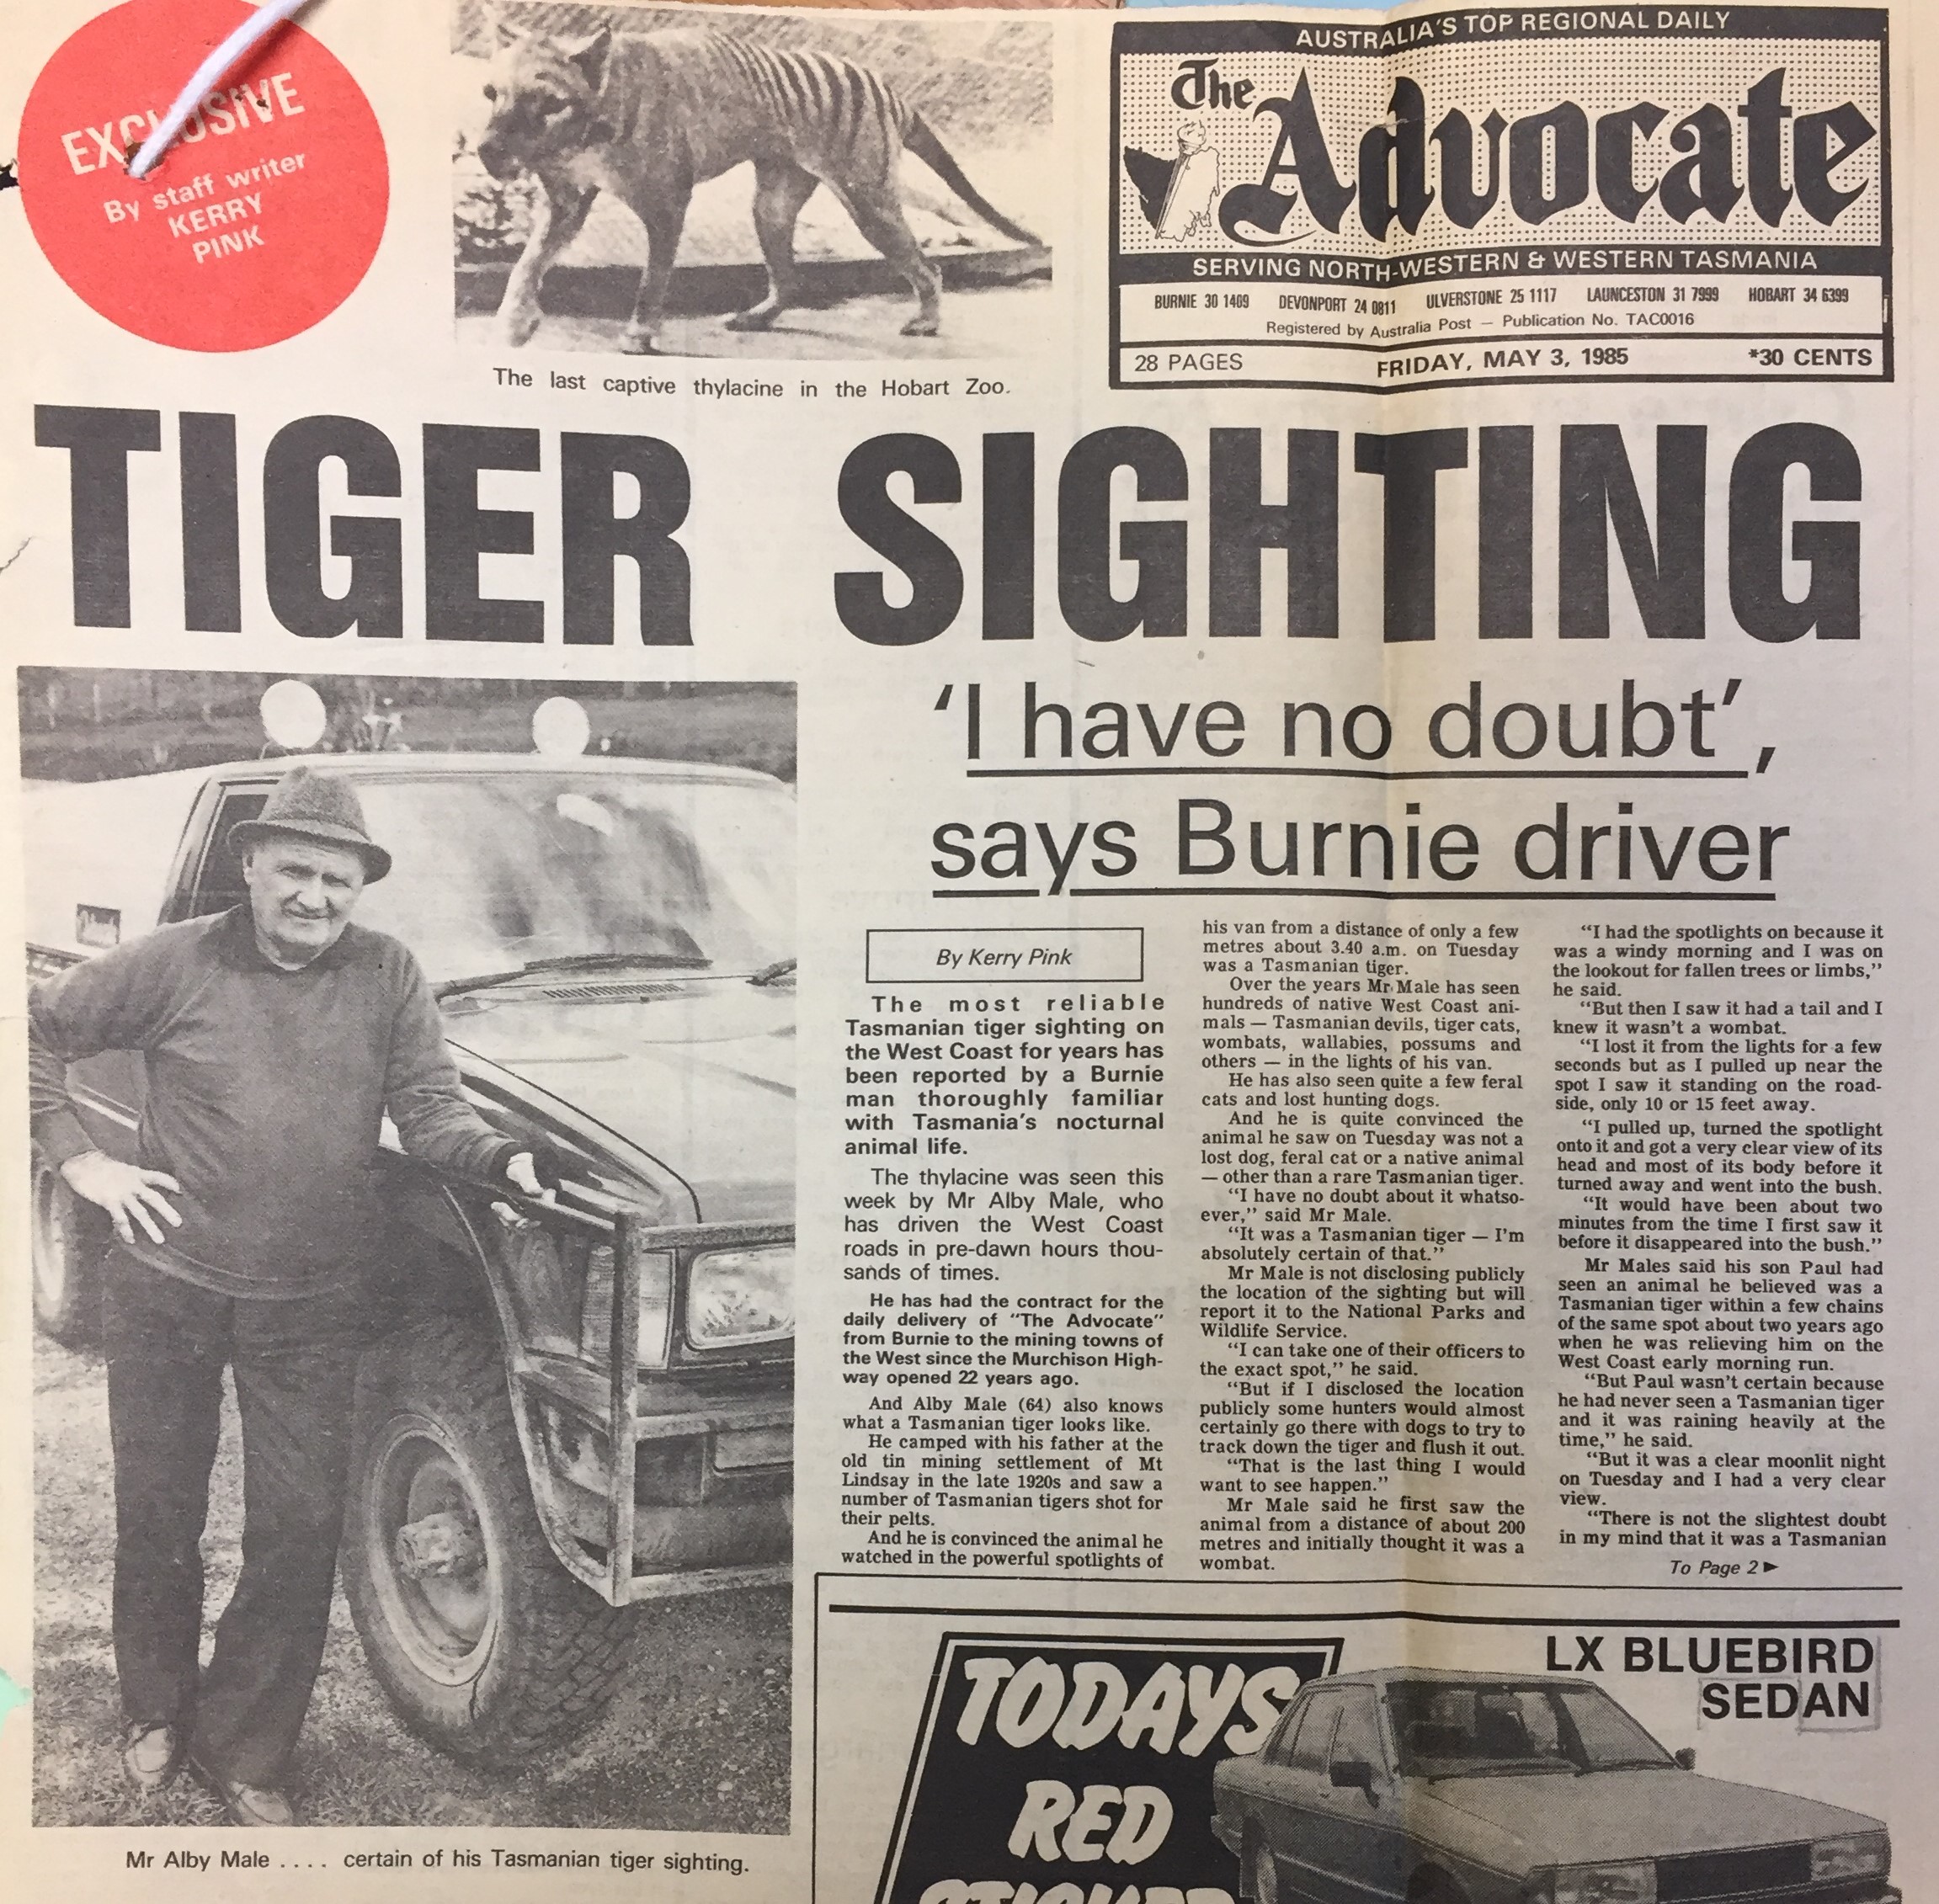 EXCLUSIVE
By staff writer
KERRY
PINK
The last captive thylacine in the Hobart Zoo.
AUSTRALIA'S TOP REGIONAL DAILY
The Advocate
SERVING NORTH-WESTERN & WESTERN TASMANIA
BURNIE 30 1409 DEVONPORT 24 0811 ULVERSTONE 25 1117 LAUNCESTON 31 7999 HOBART 34 6399
Registered by Australia Post — Publication No. TAC0016
28 PAGES FRIDAY, MAY 3, 1985 *30 CENTS
TIGER SIGHTING
'I have no doubt',
says Burnie driver
By Kerry Pink
The most reliable
Tasmanian tiger sighting on
the West Coast for years has
been reported by a Burnie
man thoroughly familiar
with Tasmania's nocturnal
animal life.
The thylacine was seen this
week by Mr Alby Male, who
has driven the West Coast
roads in pre-dawn hours thou-
sands of times.
He has had the contract for the
daily delivery of "The Advocate"
from Burnie to the mining towns of
the West since the Murchison High-
way opened 22 years ago.
And Alby Male (64) also knows
what a Tasmanian tiger looks like.
He camped with his father at the
old tin mining settlement of Mt
Lindsay in the late 1920s and saw a
number of Tasmanian tigers shot for
their pelts.
And he is convinced the animal he
watched in the powerful spotlights of
his van from a distance of only a few
metres about 3.40 a.m. on Tuesday
was a Tasmanian tiger.
Over the years Mr Male has seen
hundreds of native West Coast ani-
mals — Tasmanian devils, tiger cats,
wombats, wallabies, possums and
others — in the lights of his van.
He has also seen quite a few feral
cats and lost hunting dogs.
And he is quite convinced the
animal he saw on Tuesday was not a
lost dog, feral cat or a native animal
— other than a rare Tasmanian tiger.
"I have no doubt about it whatso-
ever," said Mr Male.
"It was a Tasmanian tiger — I'm
absolutely certain of that."
Mr Male is not disclosing publicly
the location of the sighting but will
report it to the National Parks and
Wildlife Service.
"I can take one of their officers to
the exact spot," he said.
"But if I disclosed the location
publicly some hunters would almost
certainly go there with dogs to try to
track down the tiger and flush it out.
"That is the last thing I would
want to see happen."
Mr Male said he first saw the
animal from a distance of about 200
metres and initially thought it was a
wombat.
"I had the spotlights on because it
was a windy morning and I was on
the lookout for fallen trees or limbs,"
he said.
"But then I saw it had a tail and I
knew it wasn't a wombat.
"I lost it from the lights for a few
seconds but as I pulled up near the
spot I saw it standing on the road-
side, only 10 or 15 feet away.
"I pulled up, turned the spotlight
onto it and got a very clear view of its
head and most of its body before it
turned away and went into the bush.
"It would have been about two
minutes from the time I first saw it
before it disappeared into the bush."
Mr Males said his son Paul had
seen an animal he believed was a
Tasmanian tiger within a few chains
of the same spot about two years ago
when he was relieving him on the
West Coast early morning run.
"But Paul wasn't certain because
he had never seen a Tasmanian tiger
and it was raining heavily at the
time," he said.
"But it was a clear moonlit night
on Tuesday and I had a very clear
view.
"There is not the slightest doubt
in my mind that it was a Tasmanian
To Page 2►
Mr Alby Male .... certain of his Tasmanian tiger sighting.
TODAYS
RED
LX BLUEBIRD
SEDAN